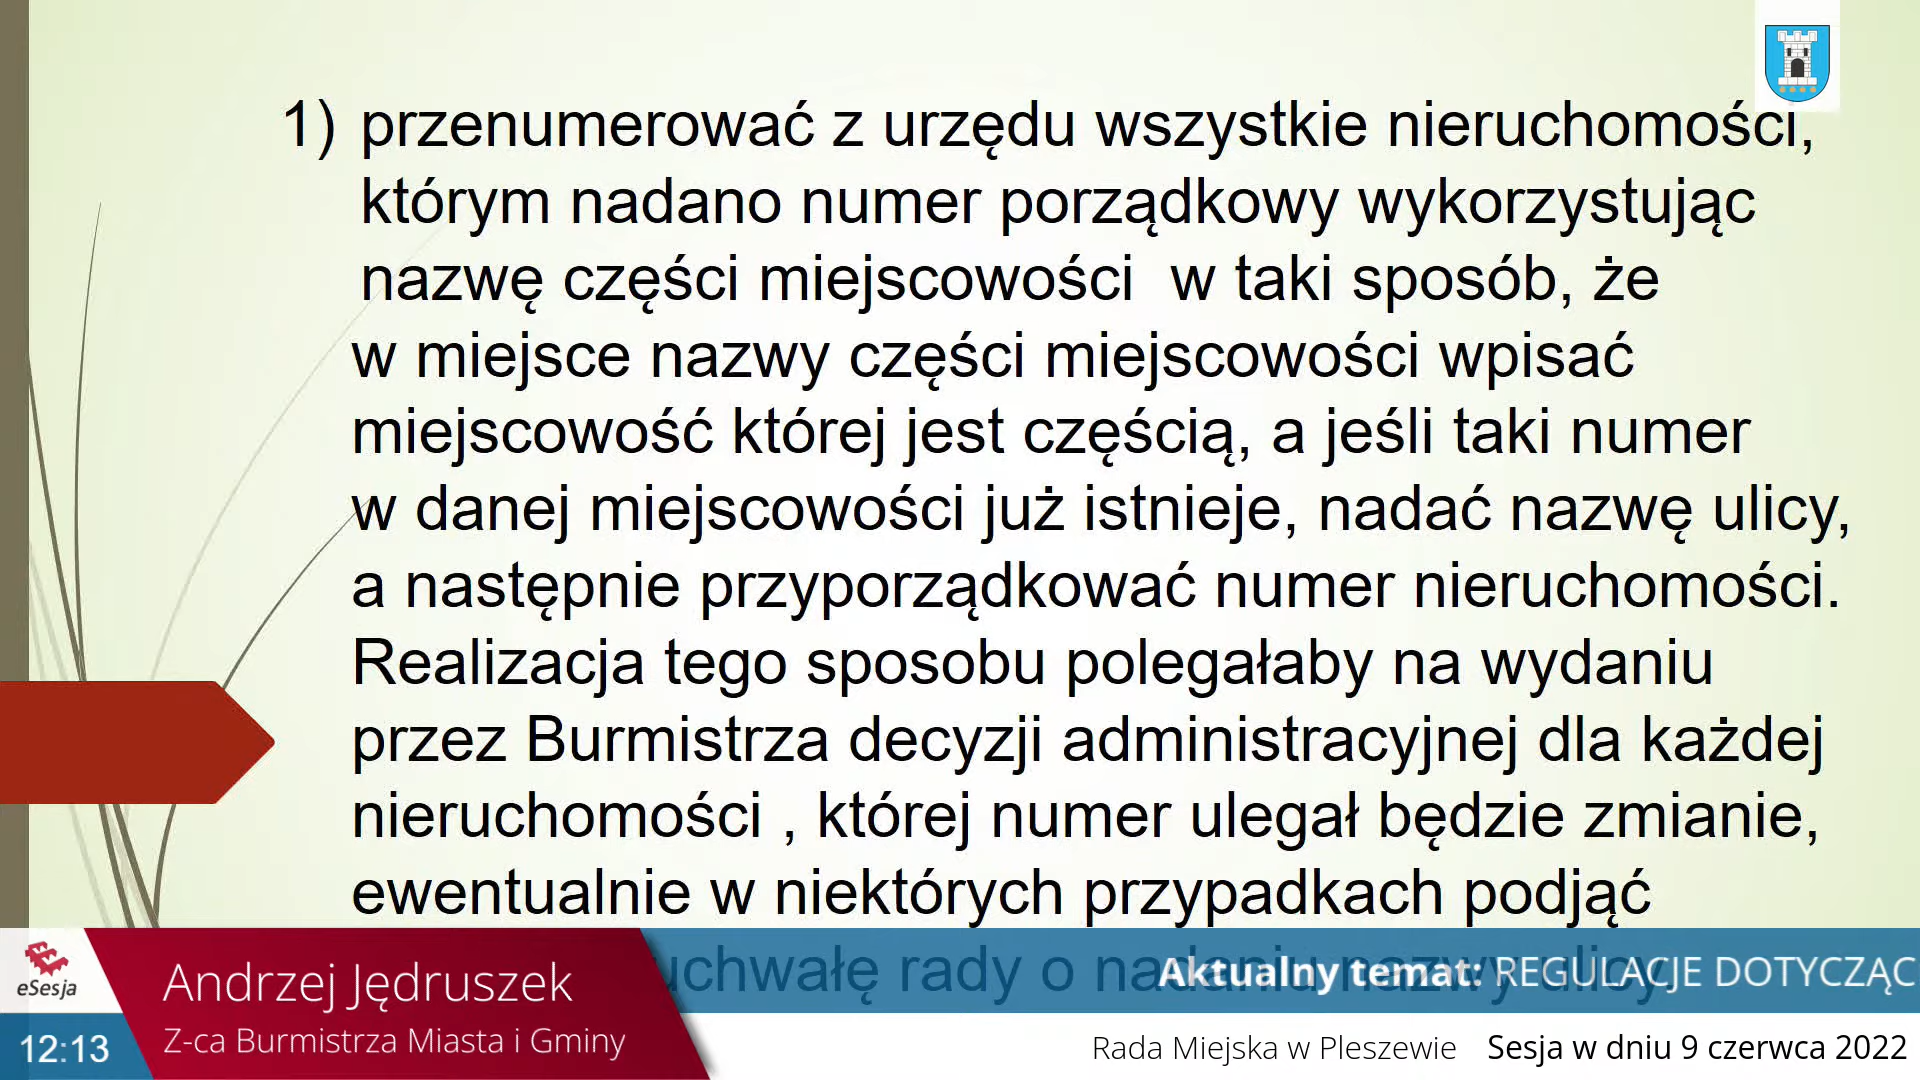 1) przenumerować z urzędu wszystkie nieruchomości,
którym nadano numer porządkowy wykorzystując
nazwę części miejscowości w taki sposób, że
w miejsce nazwy części miejscowości wpisać
miejscowość której jest częścią, a jeśli taki numer
w danej miejscowości już istnieje, nadać nazwę ulicy,
a następnie przyporządkować numer nieruchomości.
Realizacja tego sposobu polegałaby na wydaniu
przez Burmistrza decyzji administracyjnej dla każdej
nieruchomości , której numer ulegał będzie zmianie,
ewentualnie w niektórych przypadkach podjąć
uchwałę rady o nadaniu nazwy ulicy.
Aktualny temat: REGULACJE DOTYCZĄC
eSesja
Andrzej Jędruszek
Z-ca Burmistrza Miasta i Gminy
12:13
Rada Miejska w Pleszewie Sesja w dniu 9 czerwca 2022